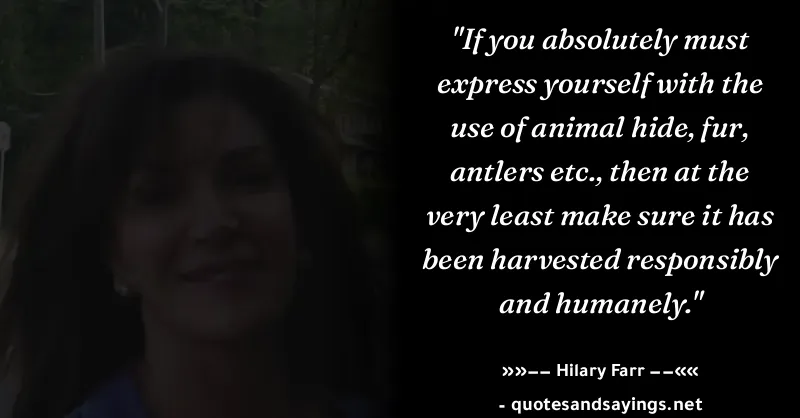 "If you absolutely must
express yourself with the
use of animal hide, fur,
antlers etc., then at the
very least make sure it has
been harvested responsibly
and humanely."
»»–– Hilary Farr ––««
- quotesandsayings.net